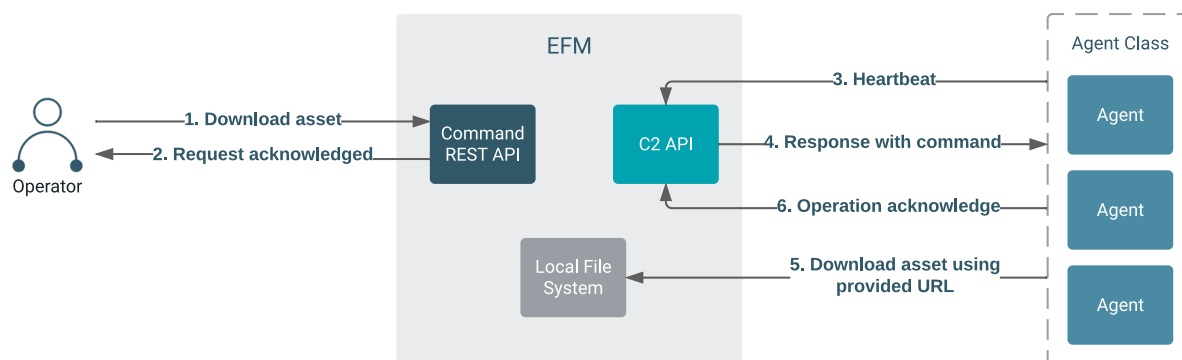 EFM
Agent Class
3. Heartbeat
Agent
1. Download asset
Command
REST API
C2 API
4. Response with command
2. Request acknowledged
Operator
6. Operation acknowledge
Agent
Local File
System
5. Download asset using
provided URL
Agent